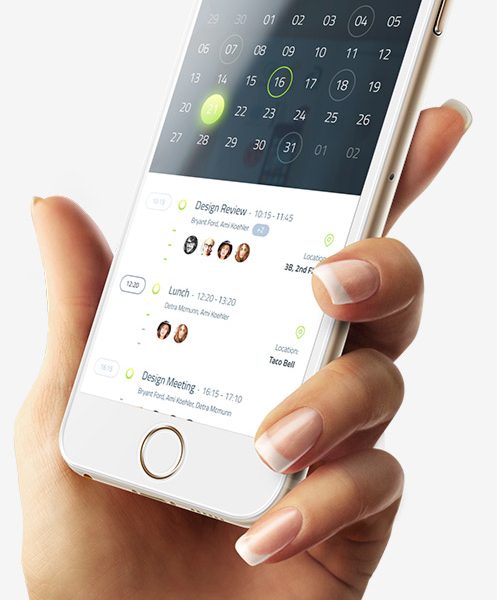 29 30 01 02 03 04 05
29 07 08 09 10 11 12
13 14 30 16 17 18 19
20 21 22 23 24 25 26
27 28 29 30 31 01 02
10:15 Design Review - 10:15 - 11:45
Bryant Ford, Ami Koehler +2
Location:
3B, 2nd
12:20 Lunch - 12:20 - 13:20
Detra Mcmunn, Ami Koehler
Location:
Taco Bell
16:15 Design Meeting - 16:15 - 17:10
Bryant Ford, Ami Koehler, Detra Mcmunn